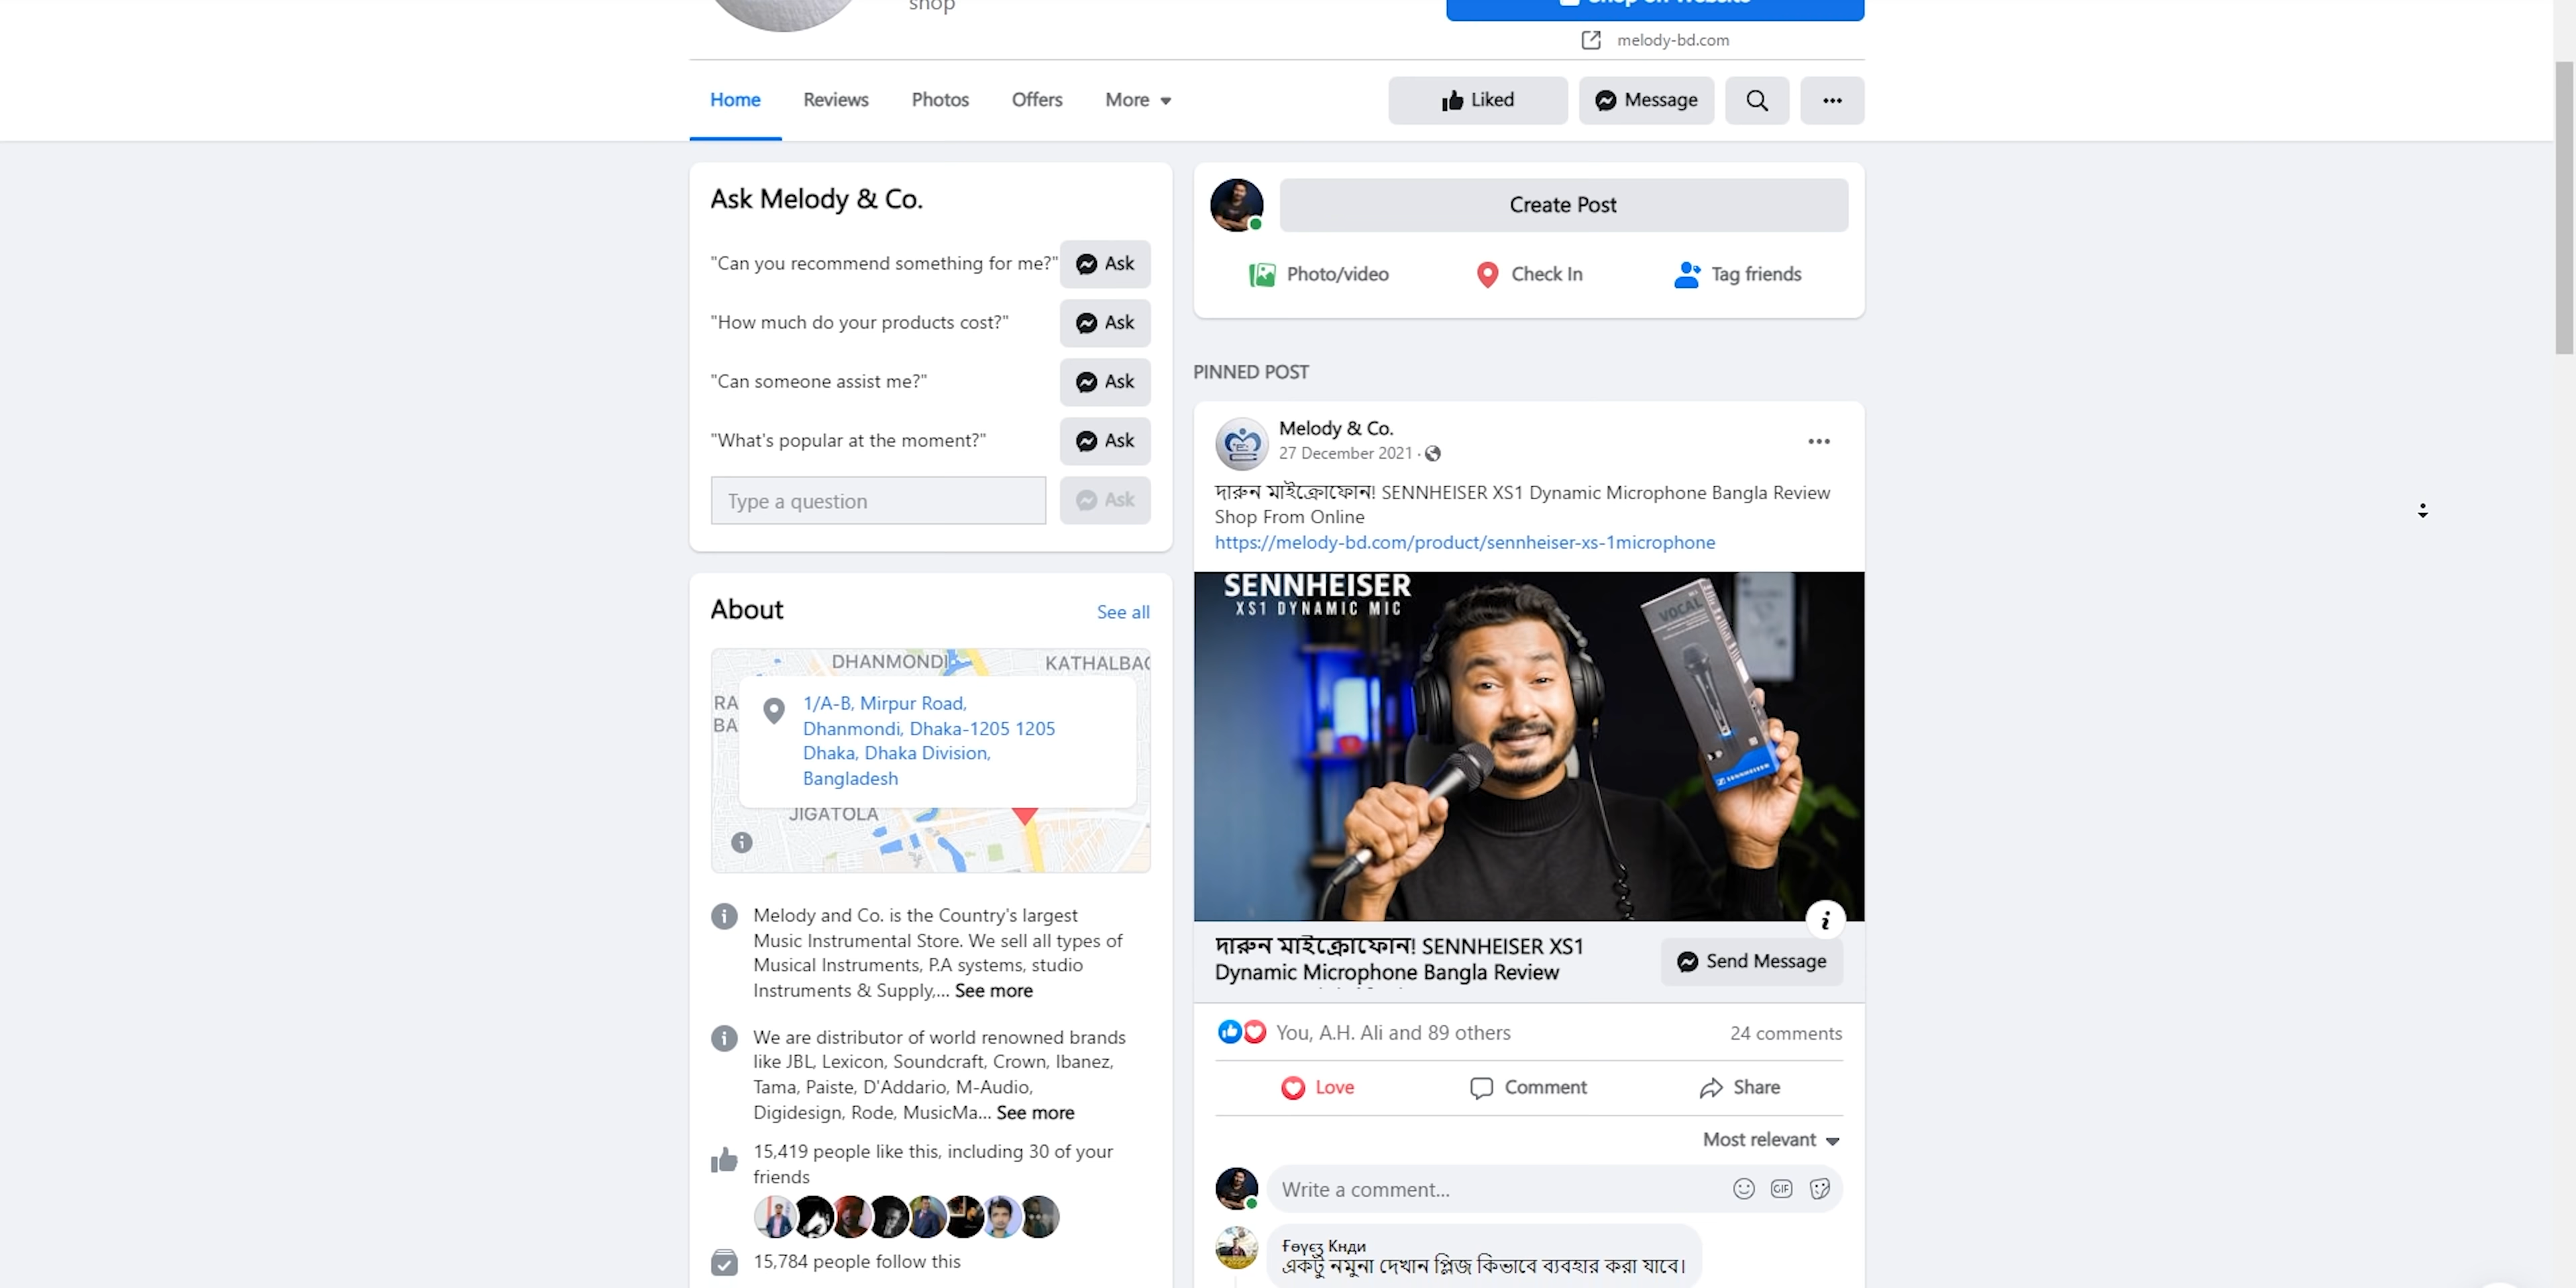 shop
Shop on Website
melody-bd.com
Home
Reviews
Photos
Offers
More
Liked
Message
Ask Melody & Co.
"Can you recommend something for me?"
Ask
"How much do your products cost?"
Ask
"Can someone assist me?"
Ask
"What's popular at the moment?"
Ask
Type a question
Ask
About
See all
DHANMONDI
KATHALBAG
RA
BA
1/A-B, Mirpur Road,
Dhanmondi, Dhaka-1205 1205
Dhaka, Dhaka Division,
Bangladesh
JIGATOLA
Melody and Co. is the Country's largest
Music Instrumental Store. We sell all types of
Musical Instruments, P.A systems, studio
Instruments & Supply,... See more
We are distributor of world renowned brands
like JBL, Lexicon, Soundcraft, Crown, Ibanez,
Tama, Paiste, D'Addario, M-Audio,
Digidesign, Rode, MusicMa... See more
15,419 people like this, including 30 of your
friends
15,784 people follow this
Create Post
Photo/video
Check In
Tag friends
PINNED POST
Melody & Co.
27 December 2021 ·
দারুন মাইক্রোফোন! SENNHEISER XS1 Dynamic Microphone Bangla Review
Shop From Online
https://melody-bd.com/product/sennheiser-xs-1microphone
SENNHEISER
XS1 DYNAMIC MIC
VOCAL
SENNHEISER
দারুন মাইক্রোফোন! SENNHEISER XS1
Dynamic Microphone Bangla Review
Send Message
You, A.H. Ali and 89 others
24 comments
Love
Comment
Share
Most relevant
Write a comment...
GIF
Ғѳүєʒ Кнди
একটু নমুনা দেখান প্লিজ কিভাবে ব্যবহার করা যাবে।